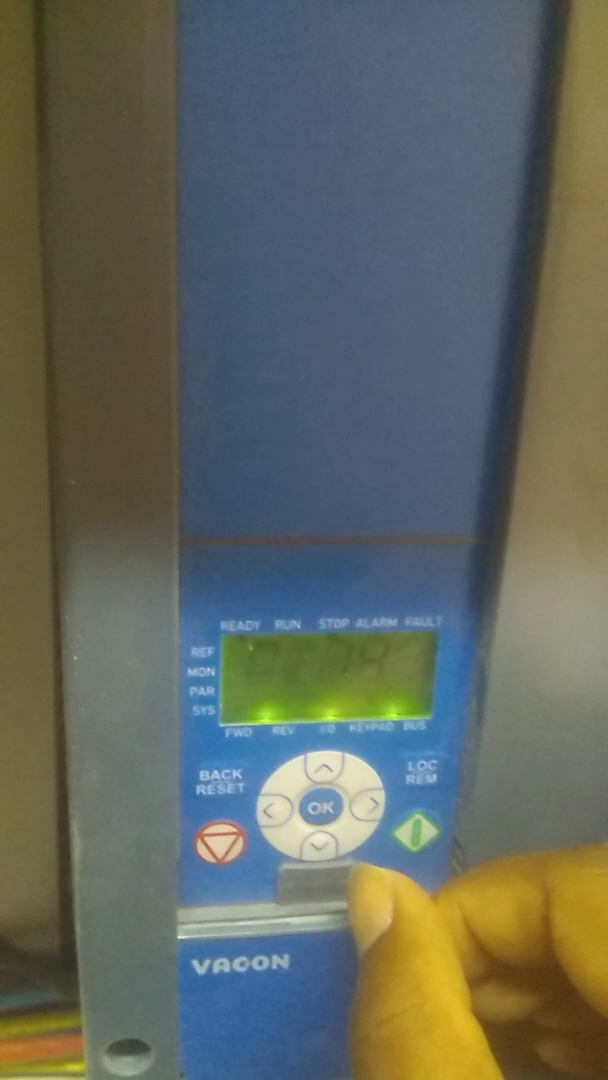 READY RUN STOP ALARM FAULT
REF
MON
PAR
SYS
FWD REV I/O KEYPAD BUS
BACK
RESET
LOC
REM
OK
VACON